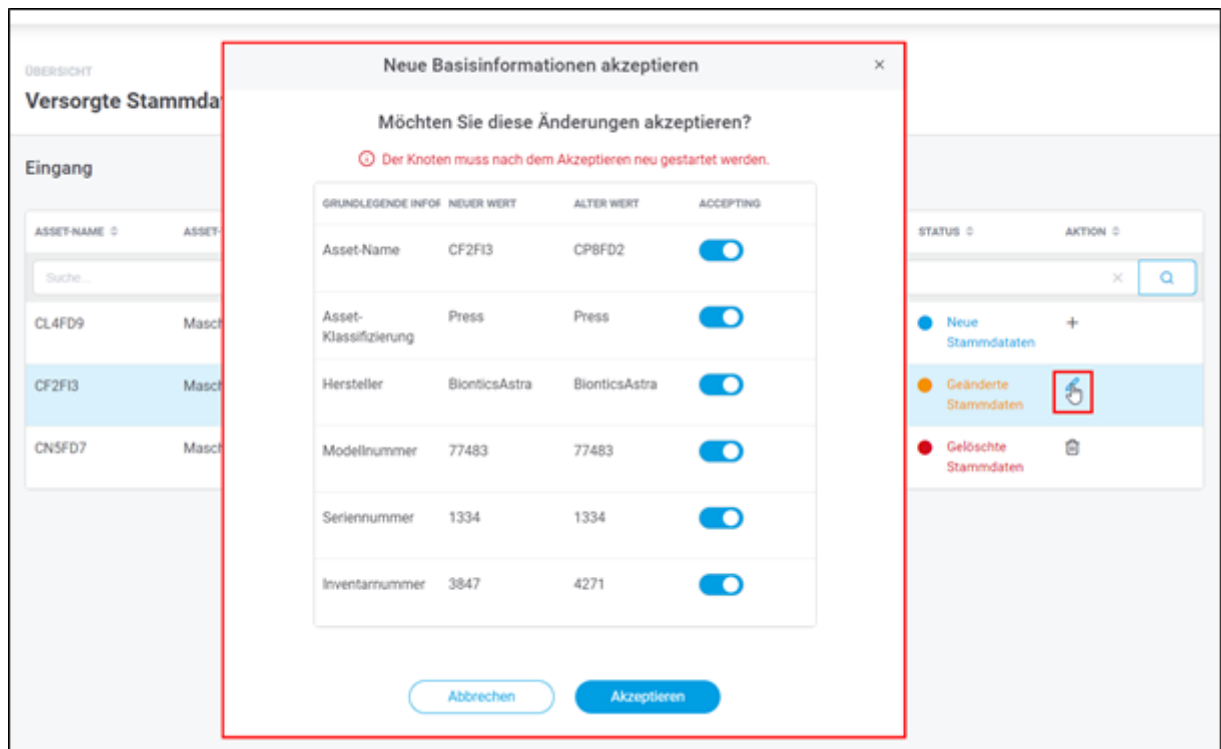 ÜBERSICHT
Versorgte Stammda
Eingang
ASSET-NAME ASSET- STATUS AKTION
Suche...
CL4FD9 Masch Neue
Stammdataten
CF2FI3 Masch Geänderte
Stammdaten
CN5FD7 Masch Gelöschte
Stammdaten
Neue Basisinformationen akzeptieren
Möchten Sie diese Änderungen akzeptieren?
Der Knoten muss nach dem Akzeptieren neu gestartet werden.
GRUNDLEGENDE INFOR NEUER WERT ALTER WERT ACCEPTING
Asset-Name CF2FI3 CP8FD2
Asset-
Klassifizierung Press Press
Hersteller BionticsAstra BionticsAstra
Modellnummer 77483 77483
Seriennummer 1334 1334
Inventarnummer 3847 4271
Abbrechen Akzeptieren